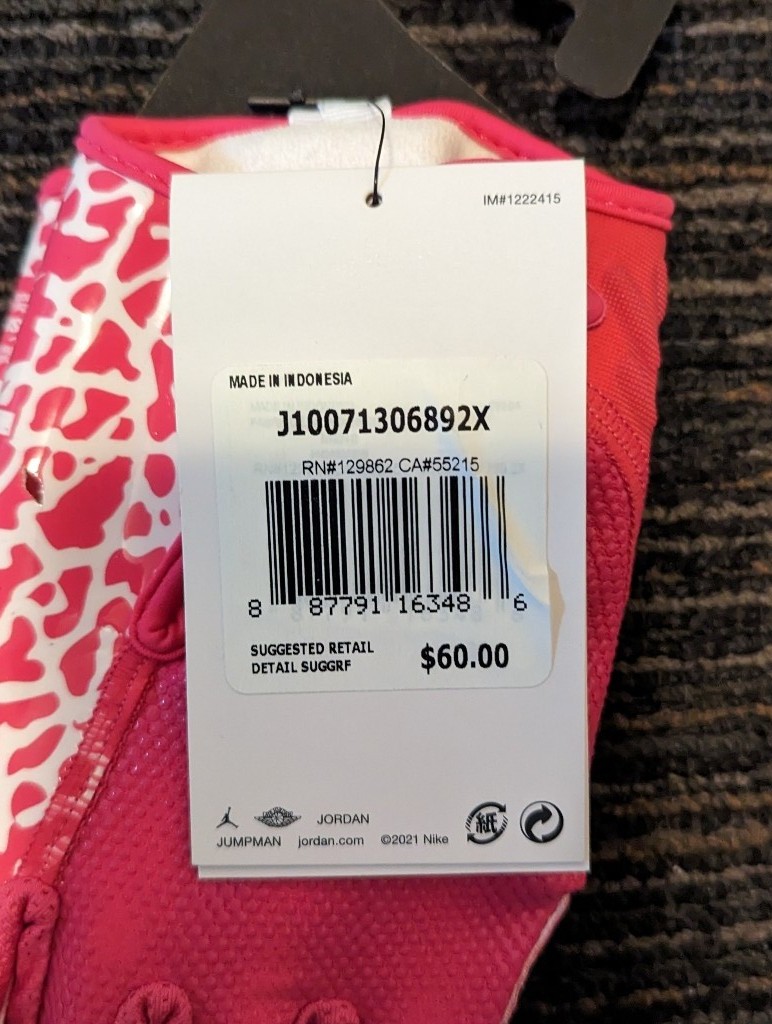 IM#1222415
MADE IN INDONESIA
J10071306892X
RN#129862 CA#55215
8 87791 16348 6
SUGGESTED RETAIL
DETAIL SUGGRF
$60.00
JORDAN
JUMPMAN jordan.com ©2021 Nike
紙